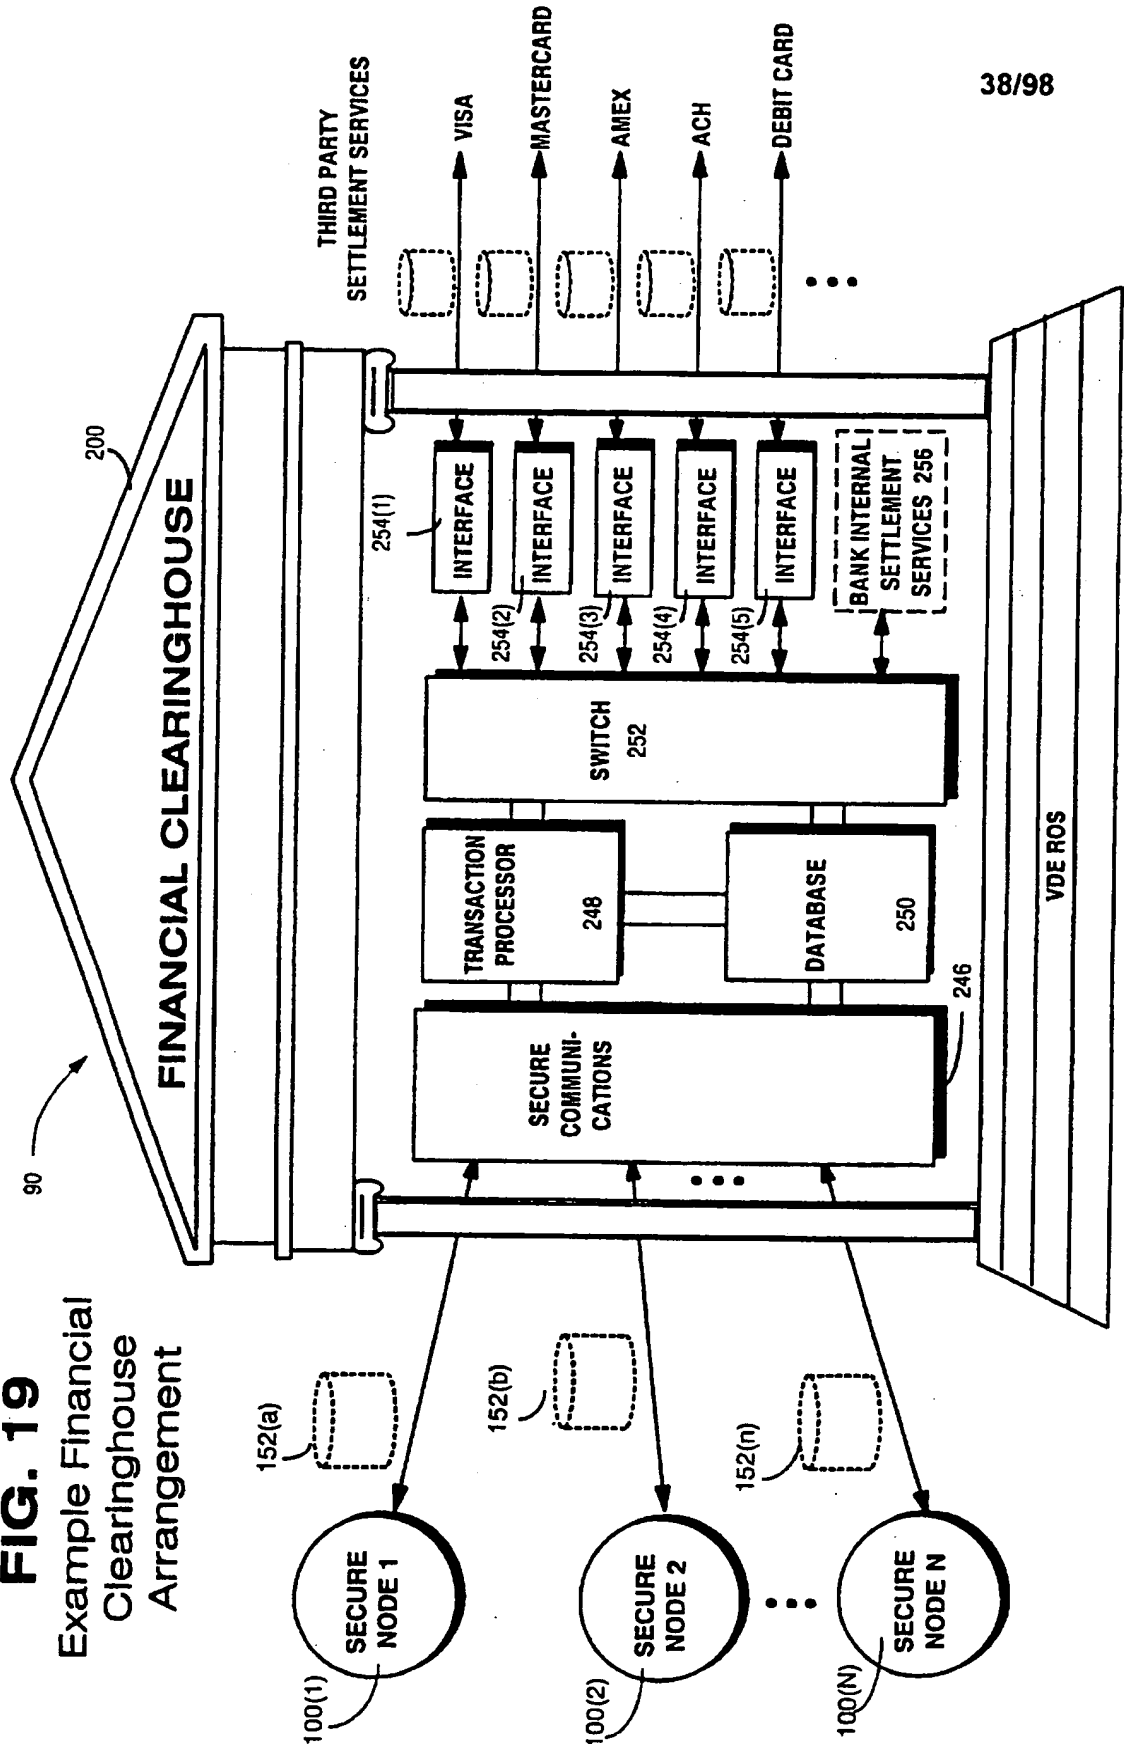 38/98
FIG. 19
Example Financial
Clearinghouse
Arrangement
90
200
FINANCIAL CLEARINGHOUSE
THIRD PARTY
SETTLEMENT SERVICES
VISA
MASTERCARD
AMEX
ACH
DEBIT CARD
254(1)
INTERFACE
254(2)
INTERFACE
254(3)
INTERFACE
254(4)
INTERFACE
254(5)
INTERFACE
BANK INTERNAL
SETTLEMENT
SERVICES 256
SWITCH
252
TRANSACTION
PROCESSOR
248
DATABASE
250
SECURE
COMMUNI-
CATIONS
246
152(a)
152(b)
152(n)
SECURE
NODE 1
100(1)
SECURE
NODE 2
100(2)
SECURE
NODE N
100(N)
VDE ROS